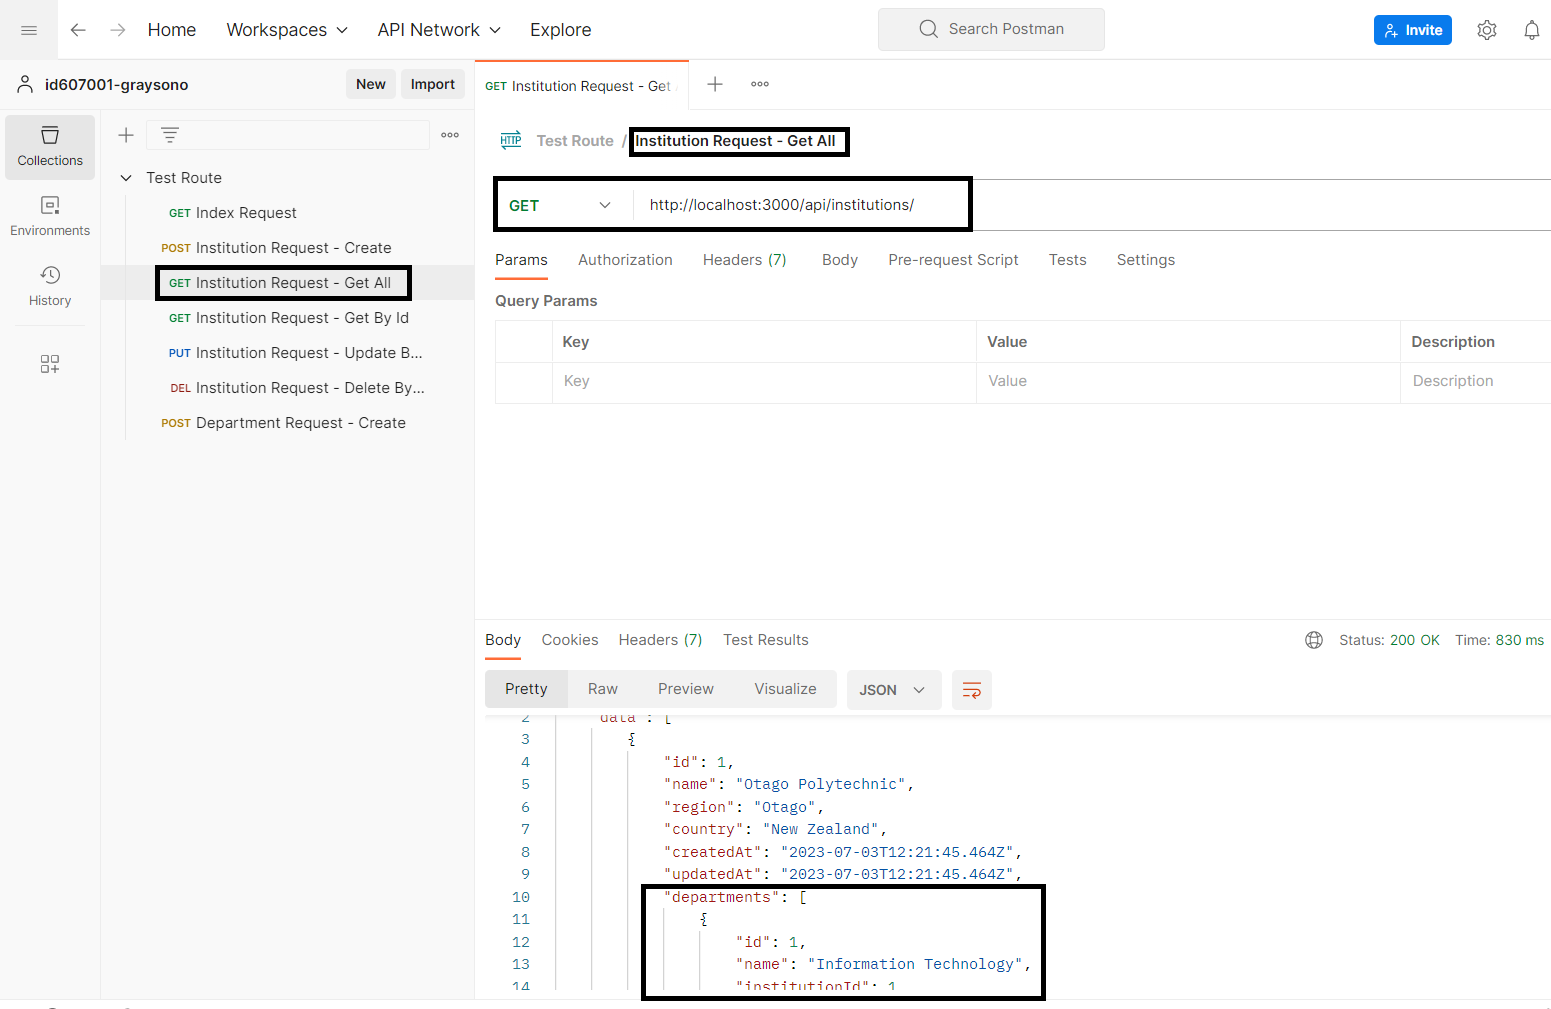 Home Workspaces API Network Explore Search Postman Invite
id607001-graysono New Import
GET Institution Request - Get
Collections
Environments
History
Test Route
GET Index Request
POST Institution Request - Create
GET Institution Request - Get All
GET Institution Request - Get By Id
PUT Institution Request - Update B...
DEL Institution Request - Delete By...
POST Department Request - Create
HTTP Test Route / Institution Request - Get All
GET http://localhost:3000/api/institutions/
Params Authorization Headers (7) Body Pre-request Script Tests Settings
Query Params
Key Value Description
Key Value Description
Body Cookies Headers (7) Test Results Status: 200 OK Time: 830 ms
Pretty Raw Preview Visualize JSON
2 data": [
3 {
4 "id": 1,
5 "name": "Otago Polytechnic",
6 "region": "Otago",
7 "country": "New Zealand",
8 "createdAt": "2023-07-03T12:21:45.464Z",
9 "updatedAt": "2023-07-03T12:21:45.464Z",
10 "departments": [
11 {
12 "id": 1,
13 "name": "Information Technology",
14 "institutionId": 1